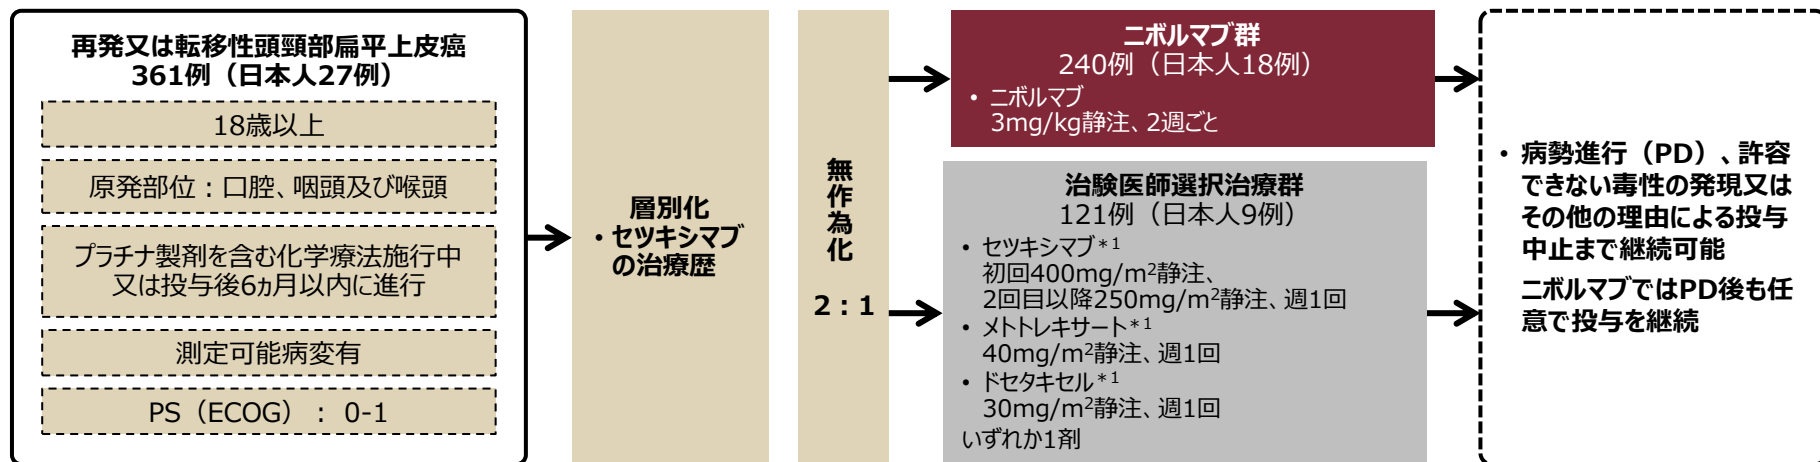 再発又は転移性頭頸部扁平上皮癌
361例（日本人27例）
18歳以上
原発部位：口腔、咽頭及び喉頭
プラチナ製剤を含む化学療法施行中
又は投与後6ヵ月以内に進行
測定可能病変有
PS（ECOG）： 0-1
層別化
・セツキシマブ
の治療歴
無
作
為
化
2：1
ニボルマブ群
240例（日本人18例）
• ニボルマブ
3mg/kg静注、2週ごと
治験医師選択治療群
121例（日本人9例）
• セツキシマブ*1
初回400mg/m²静注、
2回目以降250mg/m²静注、週1回
• メトトレキサート*1
40mg/m²静注、週1回
• ドセタキセル*1
30mg/m²静注、週1回
いずれか1剤
• 病勢進行（PD）、許容
できない毒性の発現又は
その他の理由による投与
中止まで継続可能
ニボルマブではPD後も任
意で投与を継続